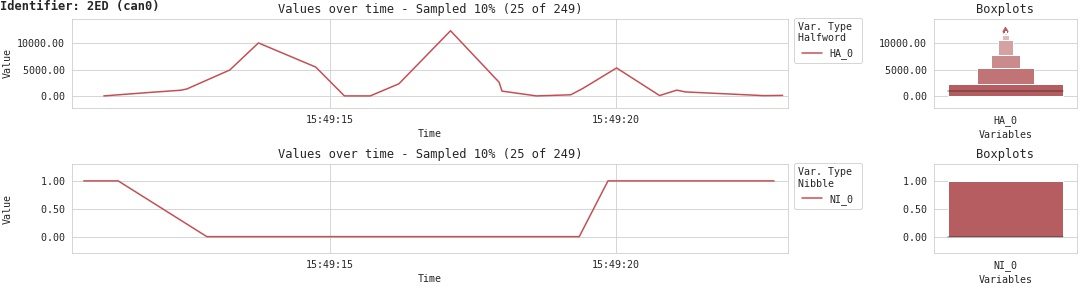 Identifier: 2ED (can0)
Values over time - Sampled 10% (25 of 249)
Boxplots
Var. Type
Halfword
HA_0
Value
10000.00
5000.00
0.00
15:49:15
15:49:20
Time
10000.00
5000.00
0.00
HA_0
Variables
Values over time - Sampled 10% (25 of 249)
Boxplots
Var. Type
Nibble
NI_0
Value
1.00
0.50
0.00
15:49:15
15:49:20
Time
1.00
0.50
0.00
NI_0
Variables